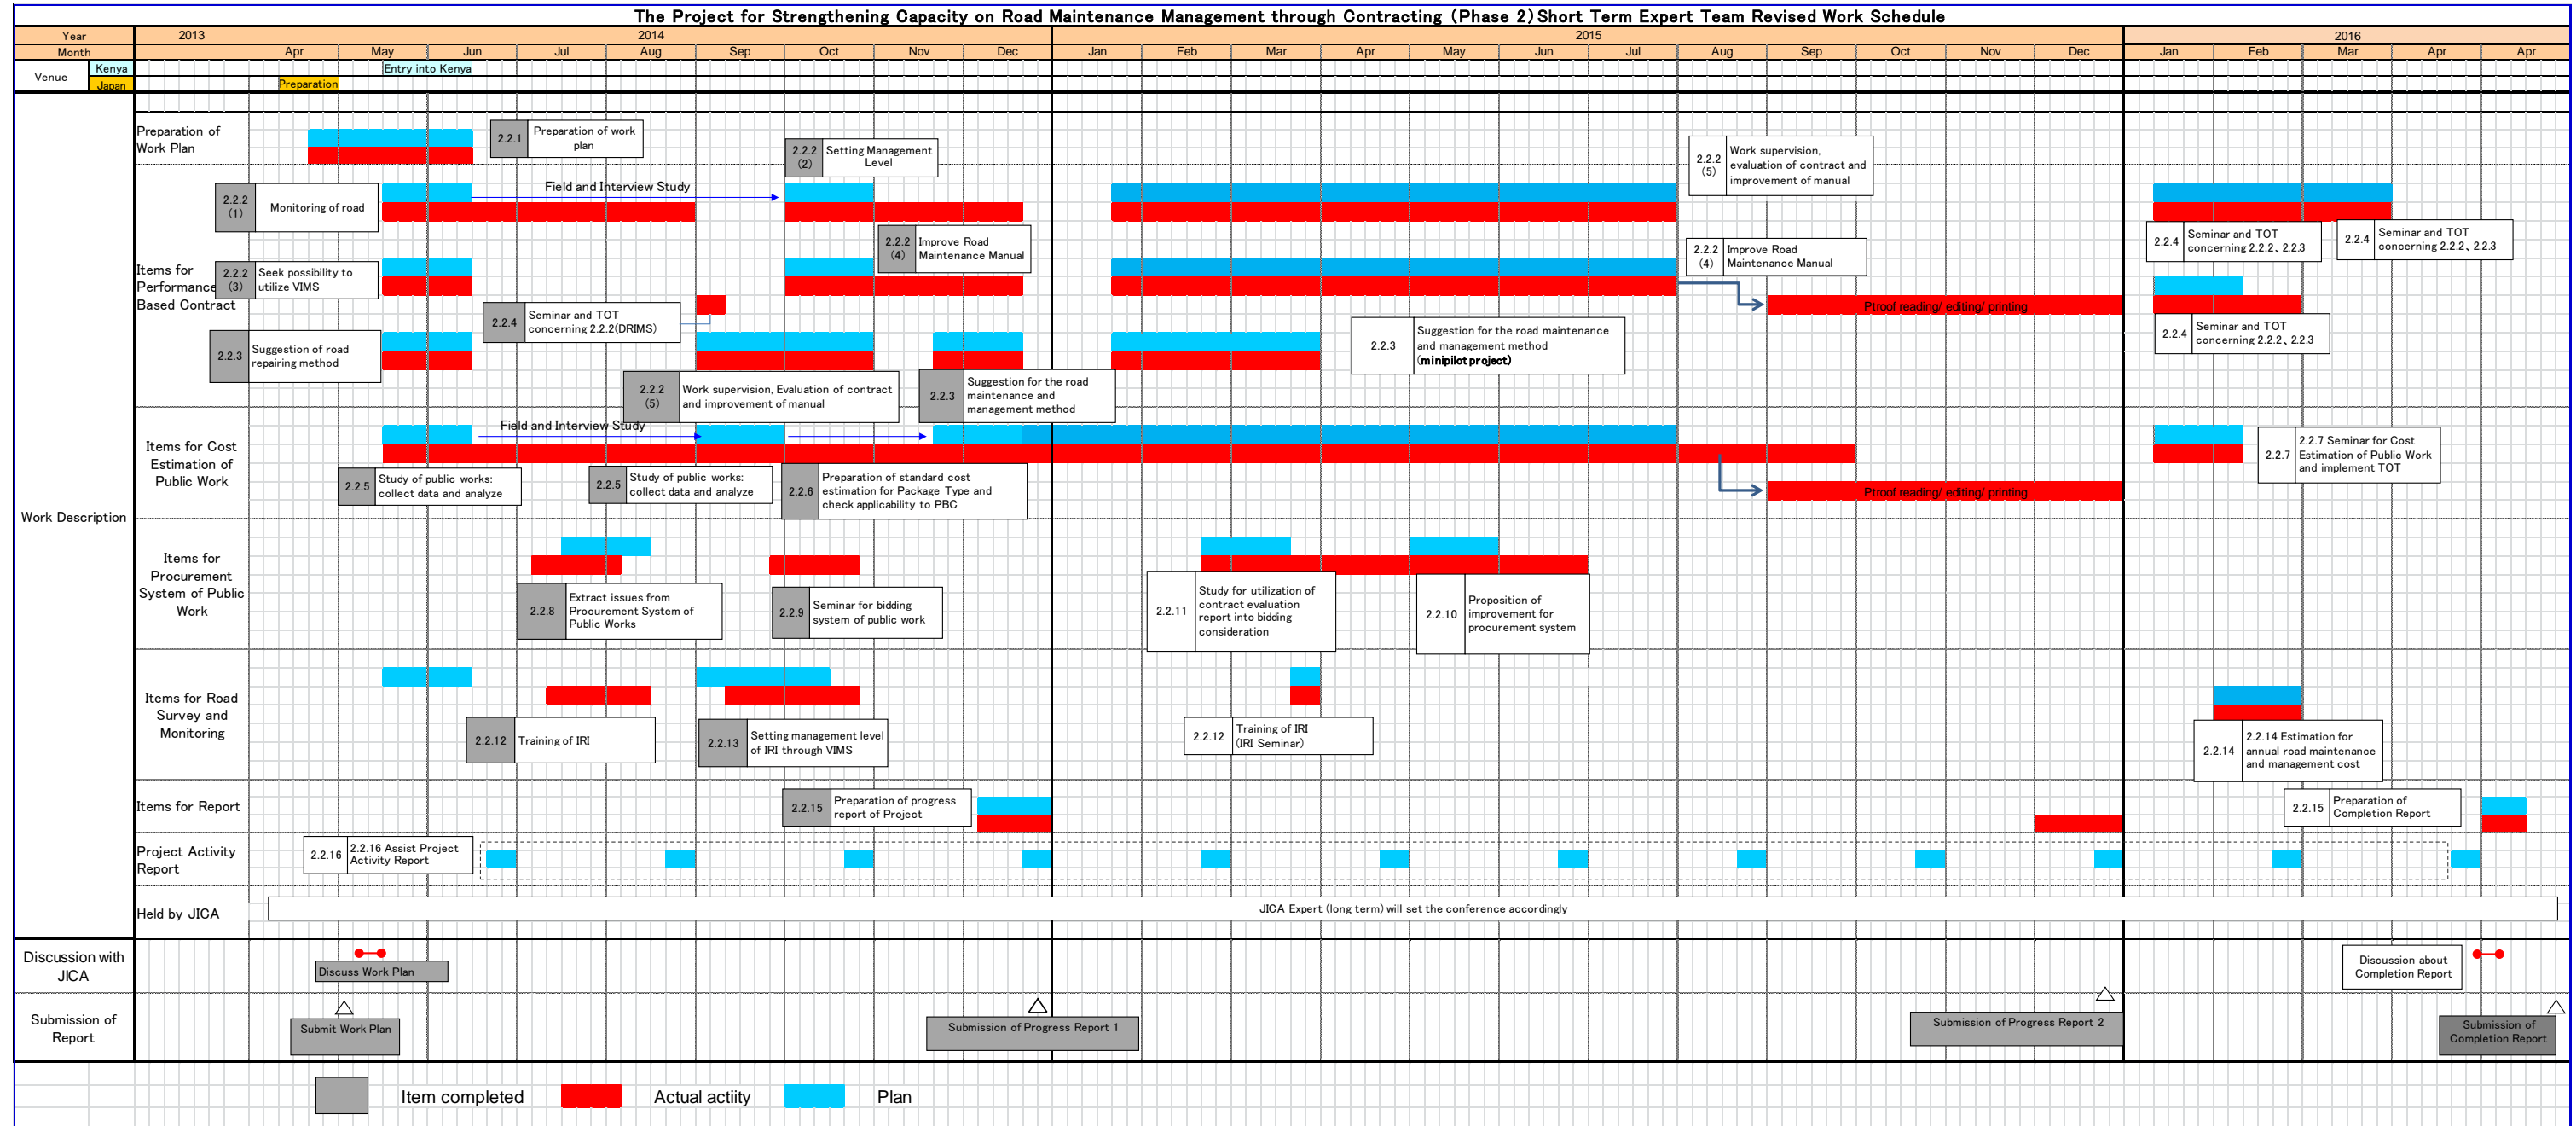 The Project for Strengthening Capacity on Road Maintenance Management through Contracting (Phase 2)Short Term Expert Team Revised Work Schedule
Year 2013 2014 2015 2016
Month Apr May Jun Jul Aug Sep Oct Nov Dec Jan Feb Mar Apr May Jun Jul Aug Sep Oct Nov Dec Jan Feb Mar Apr Apr
Venue
Kenya
Entry into Kenya
Japan
Preparation
Work Description
Preparation of
Work Plan
2.2.1
Preparation of work
plan
2.2.2
(2)
Setting Management
Level
2.2.2
(5)
Work supervision,
evaluation of contract and
improvement of manual
Items for
Performance
Based Contract
2.2.2
(1)
Monitoring of road
Field and Interview Study
2.2.2
(4)
Improve Road
Maintenance Manual
2.2.2
(4)
Improve Road
Maintenance Manual
2.2.4
Seminar and TOT
concerning 2.2.2、2.2.3
2.2.4
Seminar and TOT
concerning 2.2.2、2.2.3
2.2.2
(3)
Seek possibility to
utilize VIMS
2.2.4
Seminar and TOT
concerning 2.2.2(DRIMS)
Ptroof reading/ editing/printing
2.2.4
Seminar and TOT
concerning 2.2.2、2.2.3
2.2.3
Suggestion of road
repairing method
2.2.3
Suggestion for the road maintenance
and management method
(minipilot project)
2.2.2
(5)
Work supervision, Evaluation of contract
and improvement of manual
2.2.3
Suggestion for the road
maintenance and
management method
Items for Cost
Estimation of
Public Work
Field and Interview Study
2.2.5
Study of public works:
collect data and analyze
2.2.5
Study of public works:
collect data and analyze
2.2.6
Preparation of standard cost
estimation for Package Type and
check applicability to PBC
Ptroof reading/ editing/printing
2.2.7
2.2.7 Seminar for Cost
Estimation of Public Work
and implement TOT
Items for
Procurement
System of Public
Work
2.2.8
Extract issues from
Procurement System of
Public Works
2.2.9
Seminar for bidding
system of public work
2.2.11
Study for utilization of
contract evaluation
report into bidding
consideration
2.2.10
Proposition of
improvement for
procurement system
Items for Road
Survey and
Monitoring
2.2.12
Training of IRI
2.2.13
Setting management level
of IRI through VIMS
2.2.12
Training of IRI
(IRI Seminar)
2.2.14
2.2.14 Estimation for
annual road maintenance
and management cost
Items for Report
2.2.15
Preparation of progress
report of Project
2.2.15
Preparation of
Completion Report
Project Activity
Report
2.2.16
2.2.16 Assist Project
Activity Report
Held by JICA
JICA Expert (long term) will set the conference accordingly
Discussion with
JICA
Discuss Work Plan
Discussion about
Completion Report
Submission of
Report
Submit Work Plan
Submission of Progress Report 1
Submission of Progress Report 2
Submission of
Completion Report
Item completed
Actual actiity
Plan